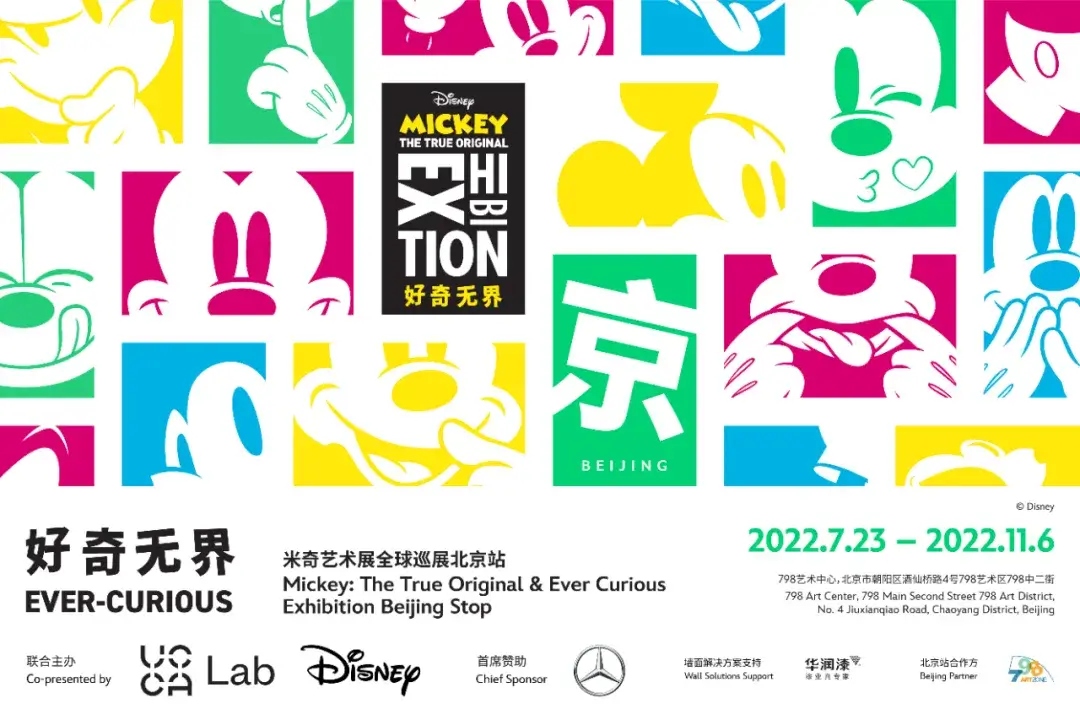 Disney
MICKEY
THE TRUE ORIGINAL
EXHIBITION
好奇无界
京
BEIJING
© Disney
好奇无界
EVER-CURIOUS
米奇艺术展全球巡展北京站
Mickey: The True Original & Ever Curious
Exhibition Beijing Stop
2022.7.23 – 2022.11.6
798艺术中心，北京市朝阳区酒仙桥路4号798艺术区798中二街
798 Art Center, 798 Main Second Street 798 Art District,
No. 4 Jiuxianqiao Road, Chaoyang District, Beijing
联合主办
Co-presented by
UCCA Lab
Disney
首席赞助
Chief Sponsor
墙面解决方案支持
Wall Solutions Support
华润漆
北京站合作方
Beijing Partner
798
ARTZONE